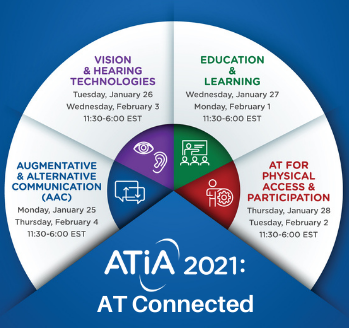 VISION
& HEARING
TECHNOLOGIES
Tuesday, January 26
Wednesday, February 3
11:30-6:00 EST
EDUCATION
&
LEARNING
Wednesday, January 27
Monday, February 1
11:30-6:00 EST
AUGMENTATIVE
& ALTERNATIVE
COMMUNICATION
(AAC)
Monday, January 25
Thursday, February 4
11:30-6:00 EST
AT FOR
PHYSICAL
ACCESS &
PARTICIPATION
Thursday, January 28
Tuesday, February 2
11:30-6:00 EST
ATiA 2021:
AT Connected